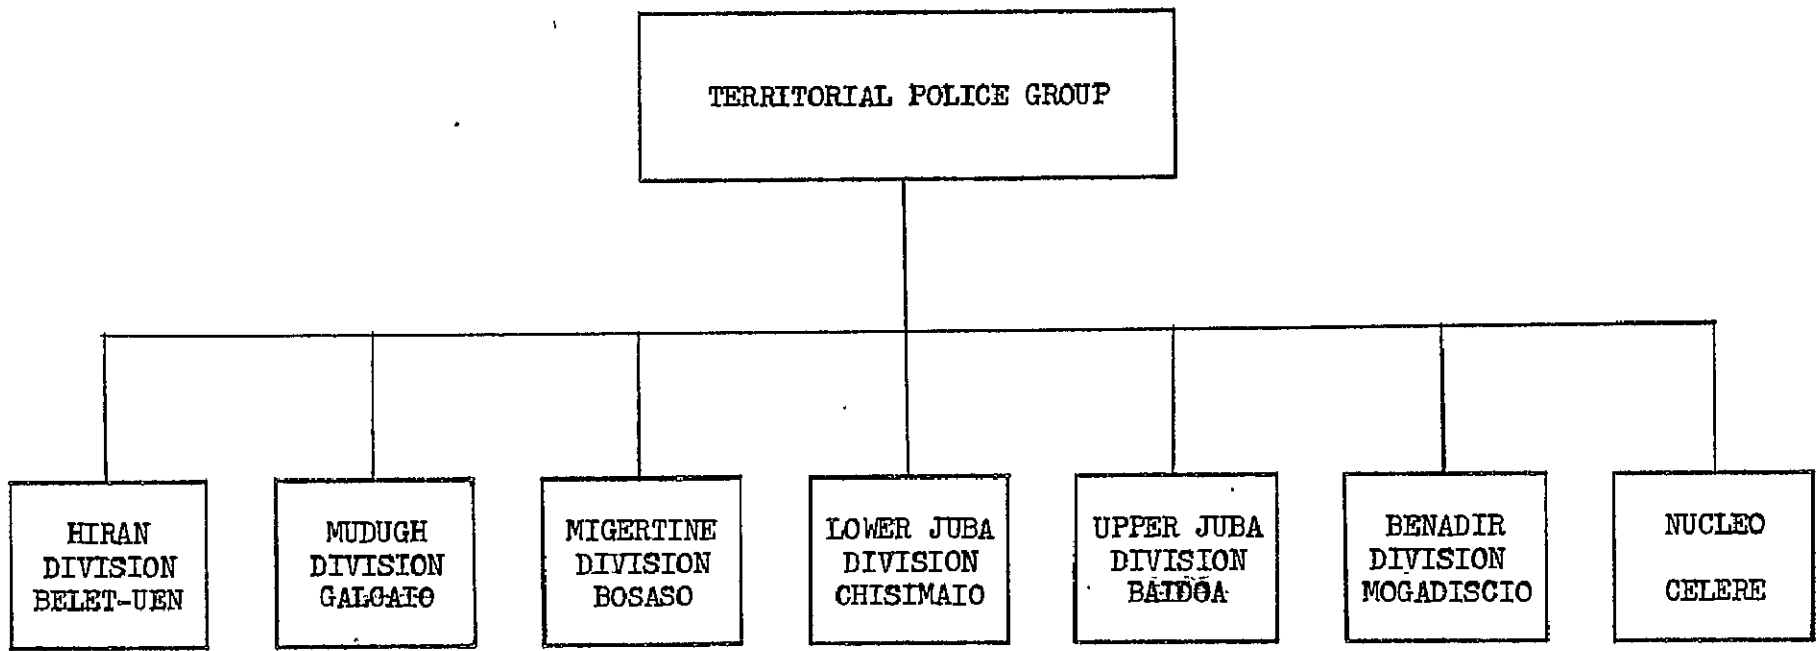 TERRITORIAL POLICE GROUP
HIRAN
DIVISION
BELET-UEN
MUDUGH
DIVISION
GALCAIO
MIGERTINE
DIVISION
BOSASO
LOWER JUBA
DIVISION
CHISIMAIO
UPPER JUBA
DIVISION
BAIDOA
BENADIR
DIVISION
MOGADISCIO
NUCLEO
CELERE